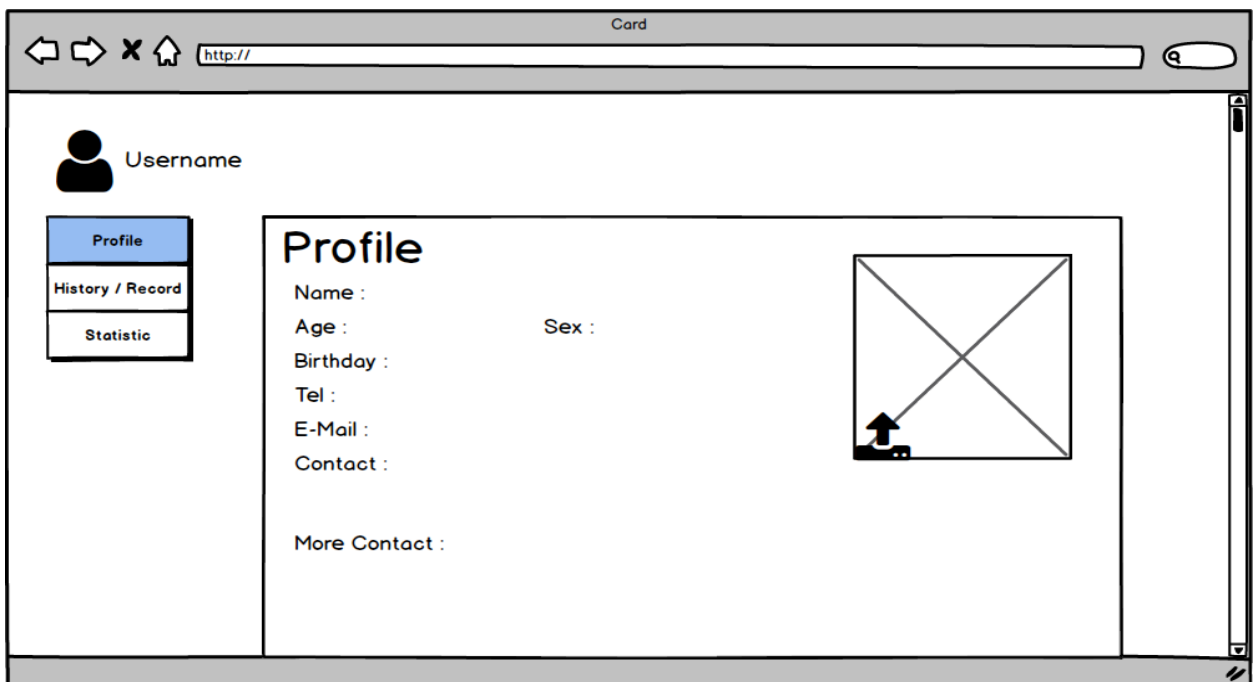 Card
http://
Username
Profile
History / Record
Statistic
Profile
Name :
Age : Sex :
Birthday :
Tel :
E-Mail :
Contact :
More Contact :